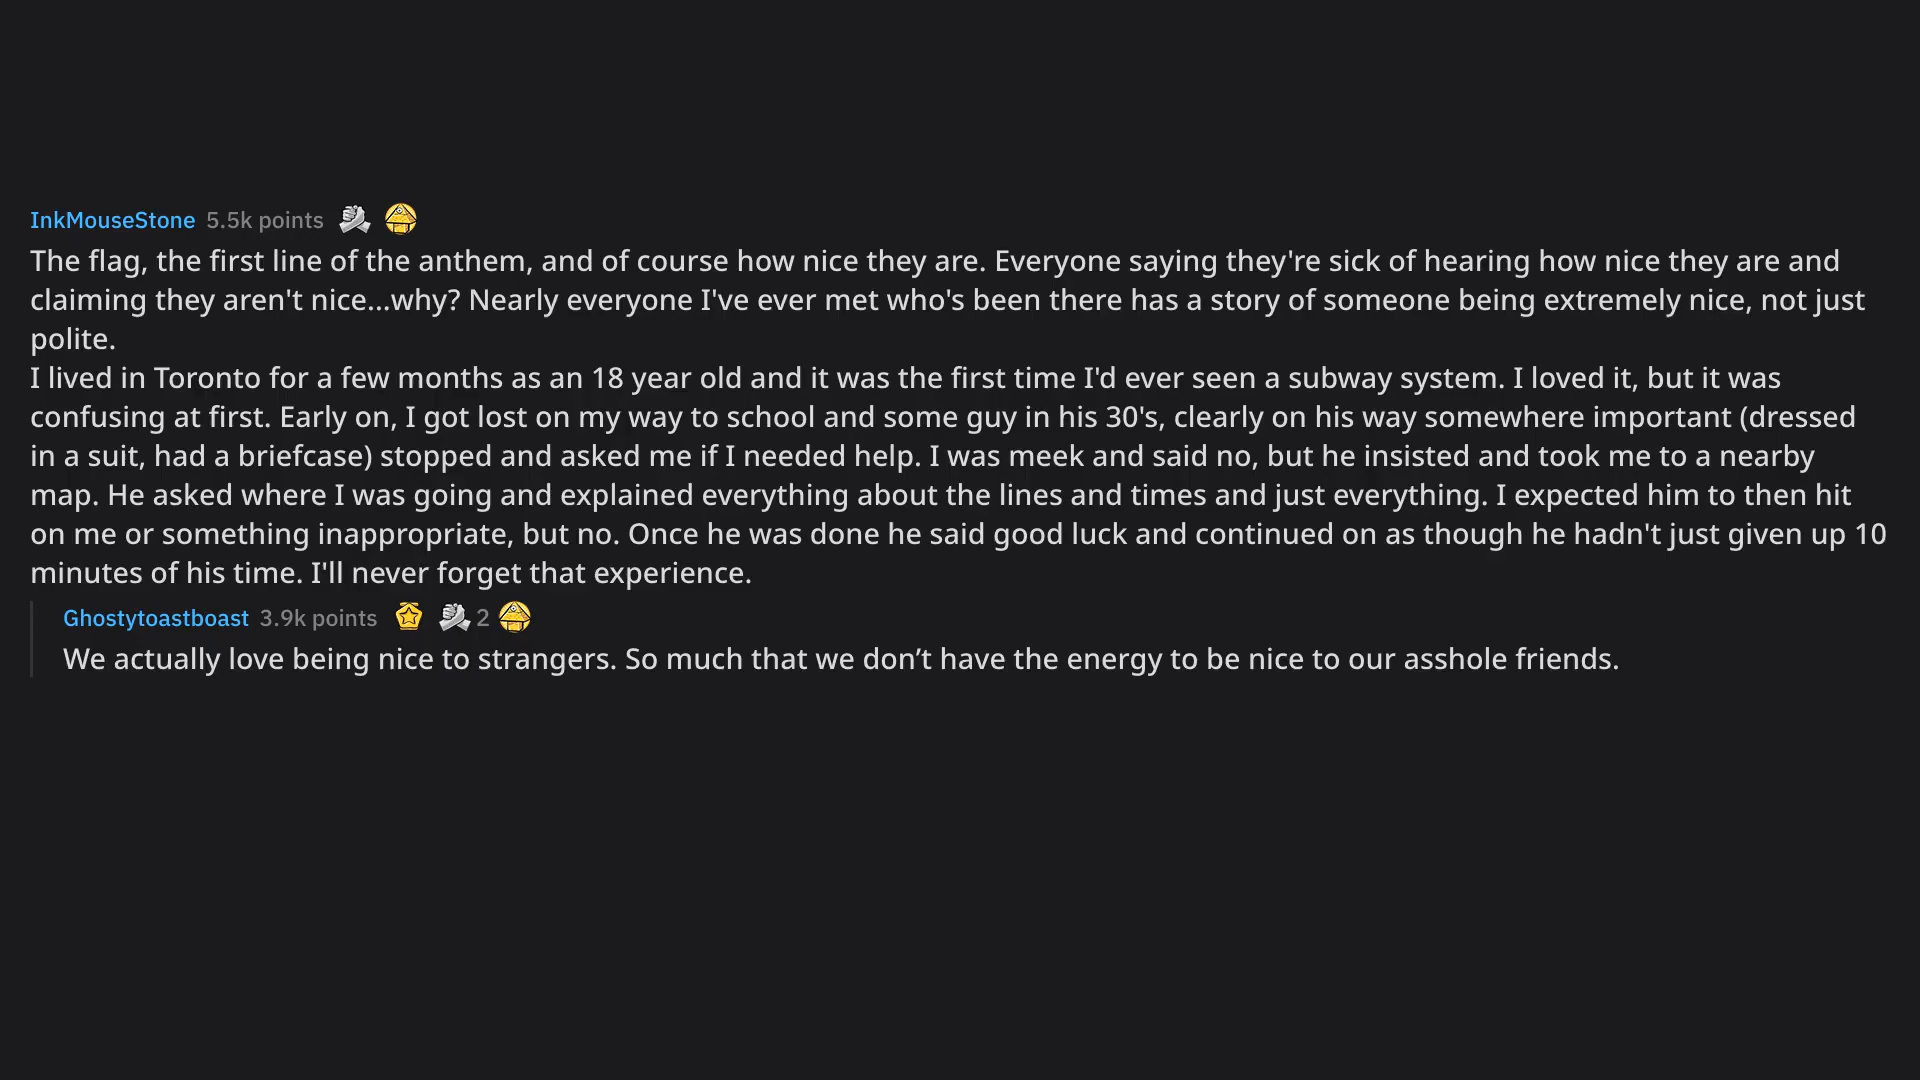 InkMouseStone 5.5k points
The flag, the first line of the anthem, and of course how nice they are. Everyone saying they're sick of hearing how nice they are and
claiming they aren't nice...why? Nearly everyone I've ever met who's been there has a story of someone being extremely nice, not just
polite.
I lived in Toronto for a few months as an 18 year old and it was the first time I'd ever seen a subway system. I loved it, but it was
confusing at first. Early on, I got lost on my way to school and some guy in his 30's, clearly on his way somewhere important (dressed
in a suit, had a briefcase) stopped and asked me if I needed help. I was meek and said no, but he insisted and took me to a nearby
map. He asked where I was going and explained everything about the lines and times and just everything. I expected him to then hit
on me or something inappropriate, but no. Once he was done he said good luck and continued on as though he hadn't just given up 10
minutes of his time. I'll never forget that experience.
Ghostytoastboast 3.9k points 2
We actually love being nice to strangers. So much that we don’t have the energy to be nice to our asshole friends.